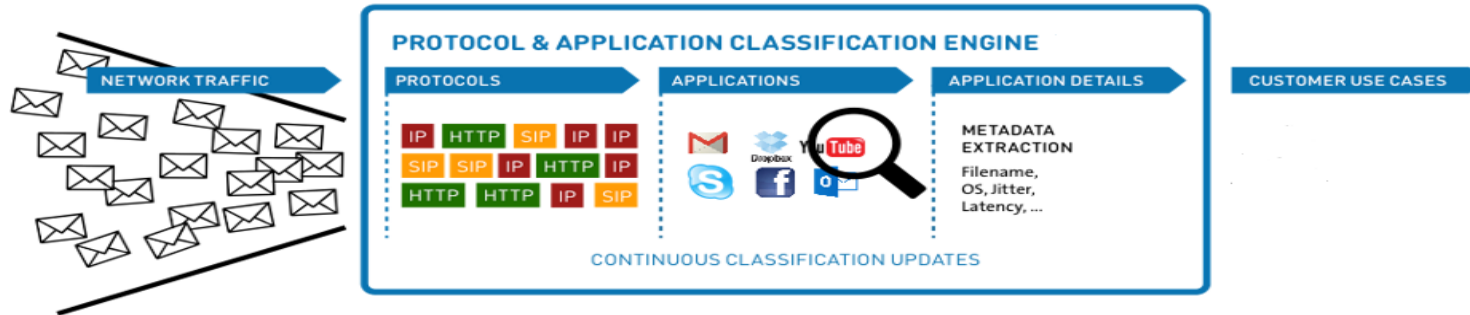 PROTOCOL & APPLICATION CLASSIFICATION ENGINE
NETWORK TRAFFIC
PROTOCOLS
APPLICATIONS
APPLICATION DETAILS
CUSTOMER USE CASES
IP HTTP SIP IP IP
SIP SIP IP HTTP IP
HTTP HTTP IP SIP
Dropbox
YouTube
S
f
o
METADADA
EXTRACTION
Filename,
OS, Jitter,
Latency, ...
CONTINUOUS CLASSIFICATION UPDATES